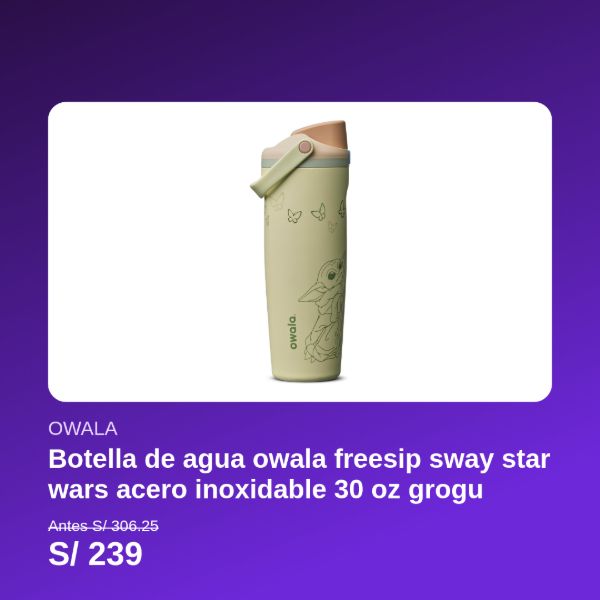 owala.
OWALA
Botella de agua owala freesip sway star
wars acero inoxidable 30 oz grogu
Antes S/ 306.25
S/ 239